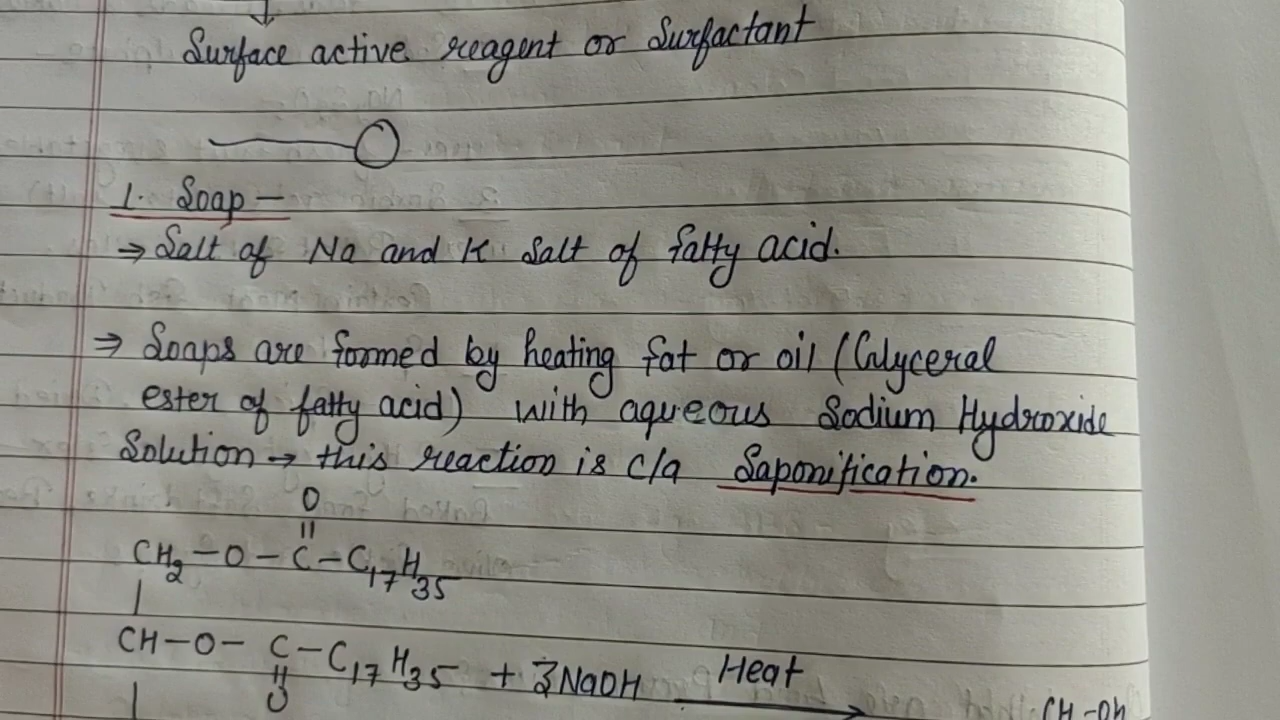 Surface active reagent or Surfactant
1. Soap –
⇒ Salt of Na and K Salt of fatty acid.
⇒ Soaps are formed by heating fat or oil (Glyceral
ester of fatty acid) with aqueous Sodium Hydroxide
Solution → this reaction is c/a Saponification.
O
||
CH₂ – O – C – C₁₇H₃₅
|
CH – O – C – C₁₇H₃₅ + 3NaOH Heat →
||
O
|
CH - OH